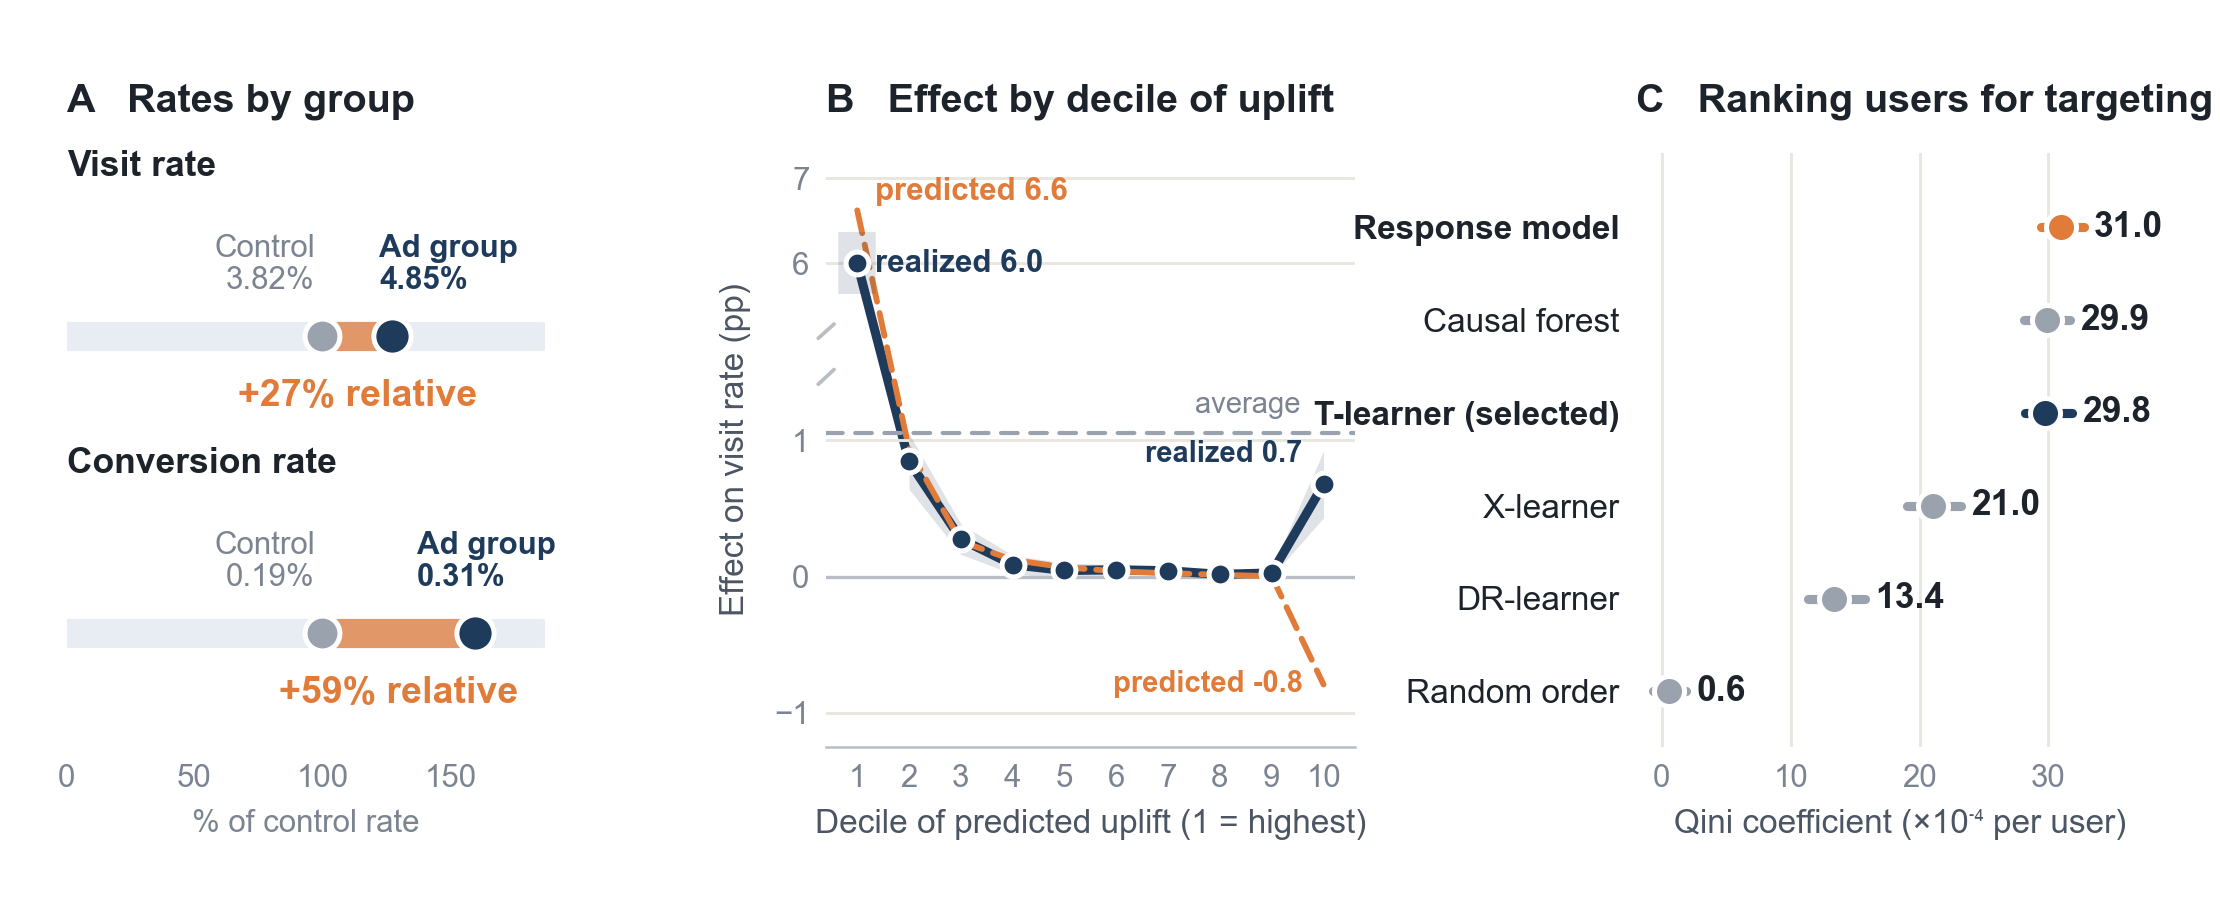 A Rates by group
Visit rate
Control
3.82%
Ad group
4.85%
+27% relative
Conversion rate
Control
0.19%
Ad group
0.31%
+59% relative
0 50 100 150
% of control rate
B Effect by decile of uplift
Effect on visit rate (pp)
7
6
1
0
−1
predicted 6.6
realized 6.0
average
realized 0.7
predicted -0.8
1 2 3 4 5 6 7 8 9 10
Decile of predicted uplift (1 = highest)
C Ranking users for targeting
Response model 31.0
Causal forest 29.9
T-learner (selected) 29.8
X-learner 21.0
DR-learner 13.4
Random order 0.6
0 10 20 30
Qini coefficient (×10⁻⁴ per user)